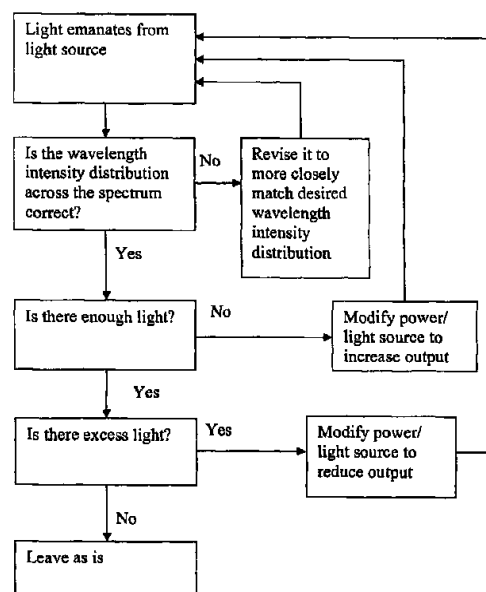 Light emanates from
light source
Is the wavelength
intensity distribution
across the spectrum
correct?
No
Revise it to
more closely
match desired
wavelength
intensity
distribution
Yes
Is there enough light?
No
Modify power/
light source to
increase output
Yes
Is there excess light?
Yes
Modify power/
light source to
reduce output
No
Leave as is